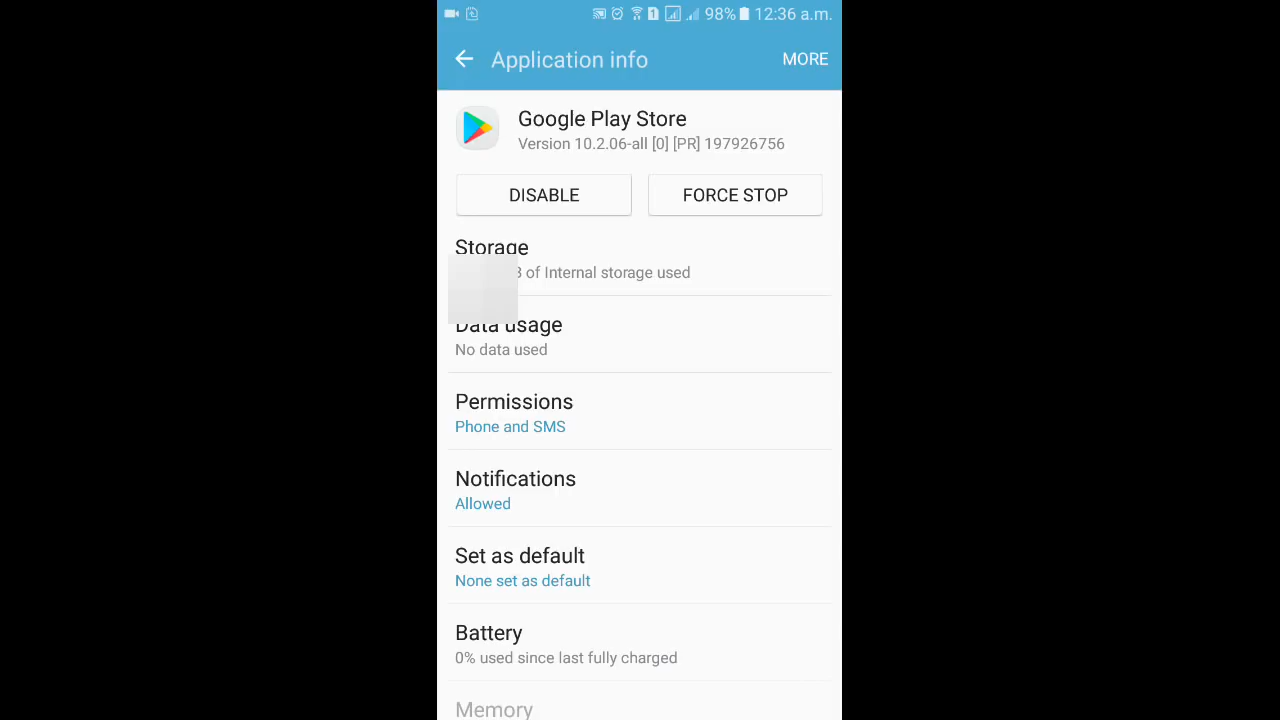 98% 12:36 a.m.
Application info MORE
Google Play Store
Version 10.2.06-all [0] [PR] 197926756
DISABLE FORCE STOP
Storage
of Internal storage used
Data usage
No data used
Permissions
Phone and SMS
Notifications
Allowed
Set as default
None set as default
Battery
0% used since last fully charged
Memory